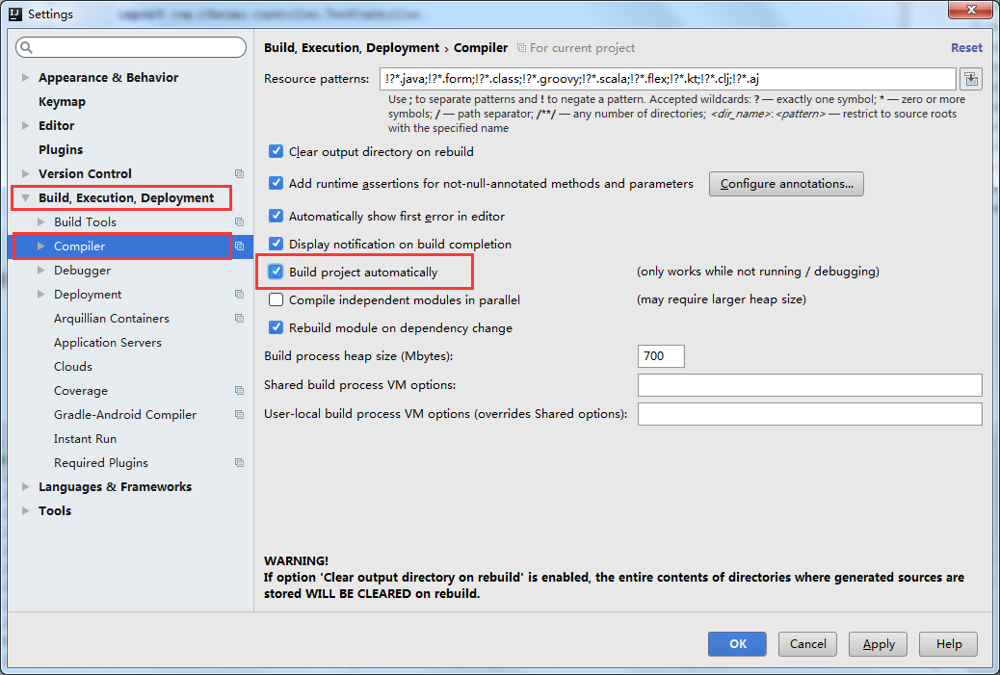 Settings
Build, Execution, Deployment › Compiler For current project Reset
Appearance & Behavior
Keymap
Editor
Plugins
Version Control
Build, Execution, Deployment
Build Tools
Compiler
Debugger
Deployment
Arquillian Containers
Application Servers
Clouds
Coverage
Gradle-Android Compiler
Instant Run
Required Plugins
Languages & Frameworks
Tools
Resource patterns: !?*.java;!?*.form;!?*.class;!?*.groovy;!?*.scala;!?*.flex;!?*.kt;!?*.clj;!?*.aj
Use ; to separate patterns and ! to negate a pattern. Accepted wildcards: ? — exactly one symbol; * — zero or more
symbols; / — path separator; /**/ — any number of directories; <dir_name>:<pattern> — restrict to source roots
with the specified name
Clear output directory on rebuild
Add runtime assertions for not-null-annotated methods and parameters Configure annotations...
Automatically show first error in editor
Display notification on build completion
Build project automatically (only works while not running / debugging)
Compile independent modules in parallel (may require larger heap size)
Rebuild module on dependency change
Build process heap size (Mbytes): 700
Shared build process VM options:
User-local build process VM options (overrides Shared options):
WARNING!
If option 'Clear output directory on rebuild' is enabled, the entire contents of directories where generated sources are
stored WILL BE CLEARED on rebuild.
OK Cancel Apply Help